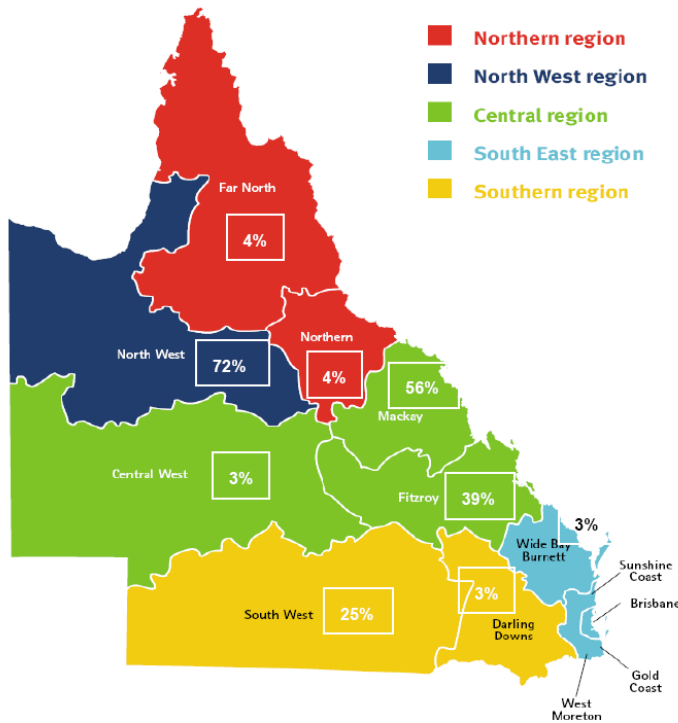 Northern region
North West region
Central region
South East region
Southern region
Far North
4%
Northern
4%
North West
72%
56%
Mackay
Central West
3%
Fitzroy
39%
3%
Wide Bay
Burnett
Sunshine
Coast
Brisbane
South West
25%
3%
Darling
Downs
Gold
Coast
West
Moreton